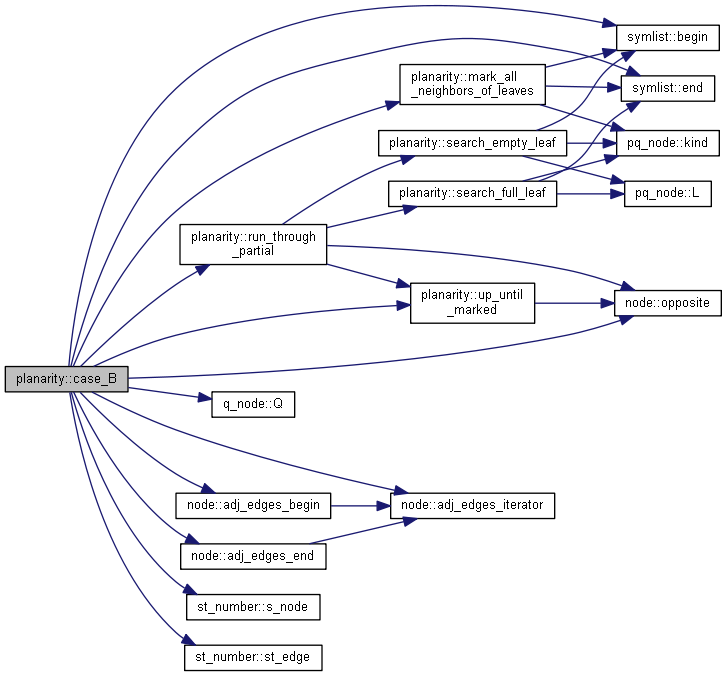 symlist::begin
planarity::mark_all
_neighbors_of_leaves
symlist::end
planarity::search_empty_leaf
pq_node::kind
planarity::search_full_leaf
pq_node::L
planarity::run_through
_partial
planarity::up_until
_marked
node::opposite
planarity::case_B
q_node::Q
node::adj_edges_begin
node::adj_edges_iterator
node::adj_edges_end
st_number::s_node
st_number::st_edge